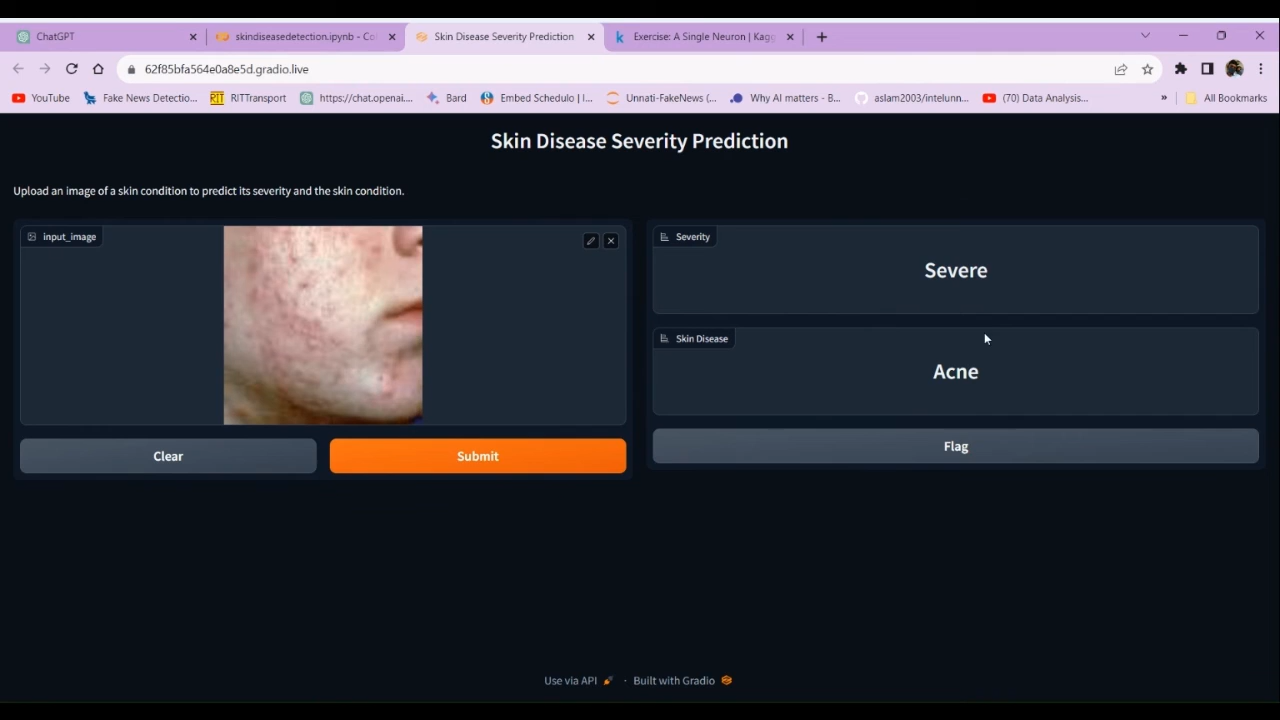 ChatGPT
skindiseasedetection.ipynb - Co
Skin Disease Severity Prediction
Exercise: A Single Neuron | Kagg
62f85bfa564e0a8e5d.gradio.live
YouTube
Fake News Detectio...
RIT RITTransport
https://chat.openai....
Bard
Embed Schedulo | I...
Unnati-FakeNews (...
Why AI matters - B...
aslam2003/intelunn...
(70) Data Analysis...
»
All Bookmarks
Skin Disease Severity Prediction
Upload an image of a skin condition to predict its severity and the skin condition.
input_image
Severity
Severe
Skin Disease
Acne
Clear
Submit
Flag
Use via API · Built with Gradio